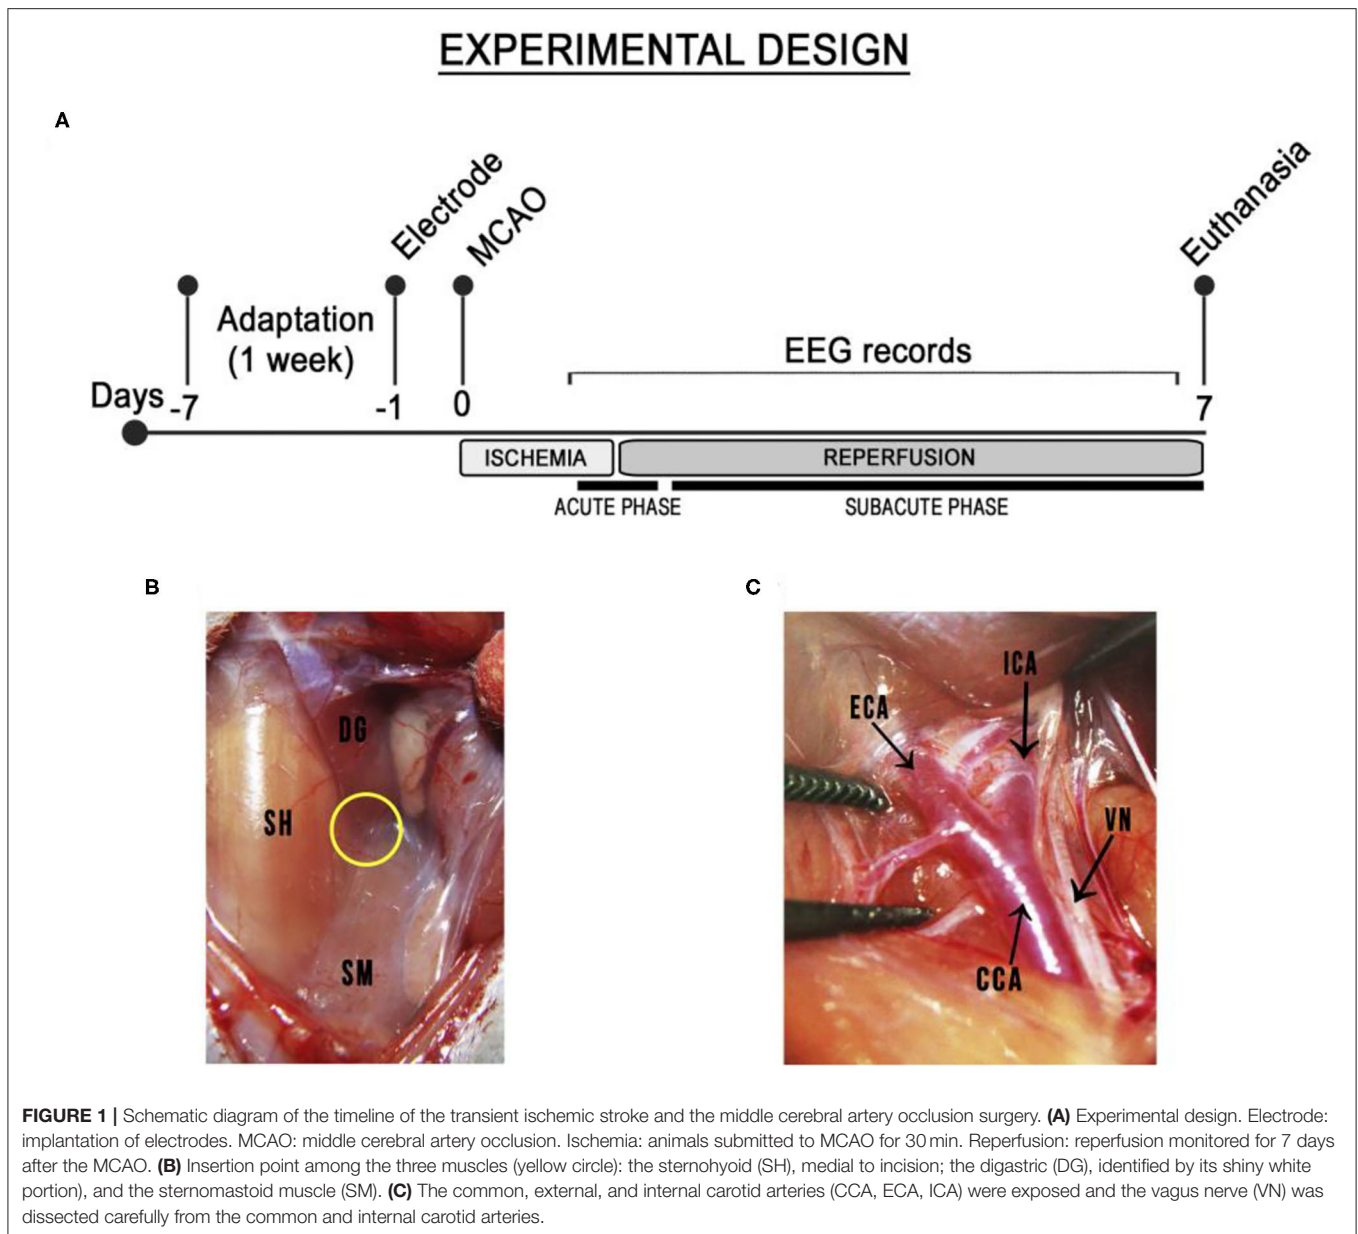 EXPERIMENTAL DESIGN
A
Electrode
MCAO
Euthanasia
Adaptation
(1 week)
EEG records
Days
-7
-1
0
7
ISCHEMIA
REPERFUSION
ACUTE PHASE
SUBACUTE PHASE
B
C
DG
SH
SM
ICA
ECA
VN
CCA
FIGURE 1 | Schematic diagram of the timeline of the transient ischemic stroke and the middle cerebral artery occlusion surgery. (A) Experimental design. Electrode:
implantation of electrodes. MCAO: middle cerebral artery occlusion. Ischemia: animals submitted to MCAO for 30 min. Reperfusion: reperfusion monitored for 7 days
after the MCAO. (B) Insertion point among the three muscles (yellow circle): the sternohyoid (SH), medial to incision; the digastric (DG), identified by its shiny white
portion), and the sternomastoid muscle (SM). (C) The common, external, and internal carotid arteries (CCA, ECA, ICA) were exposed and the vagus nerve (VN) was
dissected carefully from the common and internal carotid arteries.